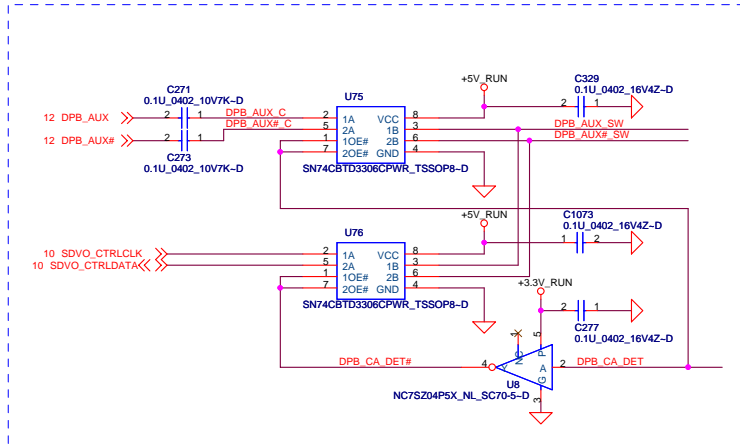 C271
0.1U_0402_10V7K~D
12 DPB_AUX
2 1
DPB_AUX_C
12 DPB_AUX#
2 1
DPB_AUX#_C
C273
0.1U_0402_10V7K~D
U75
2 1A VCC 8
5 2A 1B 3
1 1OE# 2B 6
7 2OE# GND 4
SN74CBTD3306CPWR_TSSOP8~D
+5V_RUN
C329
0.1U_0402_16V4Z~D
2 1
DPB_AUX_SW
DPB_AUX#_SW
10 SDVO_CTRLCLK
10 SDVO_CTRLDATA
U76
2 1A VCC 8
5 2A 1B 3
1 1OE# 2B 6
7 2OE# GND 4
SN74CBTD3306CPWR_TSSOP8~D
+5V_RUN
C1073
0.1U_0402_16V4Z~D
1 2
+3.3V_RUN
2 1
C277
0.1U_0402_16V4Z~D
DPB_CA_DET#
4 Y
1 NC
5 P
A 2
G 3
DPB_CA_DET
U8
NC7SZ04P5X_NL_SC70-5~D